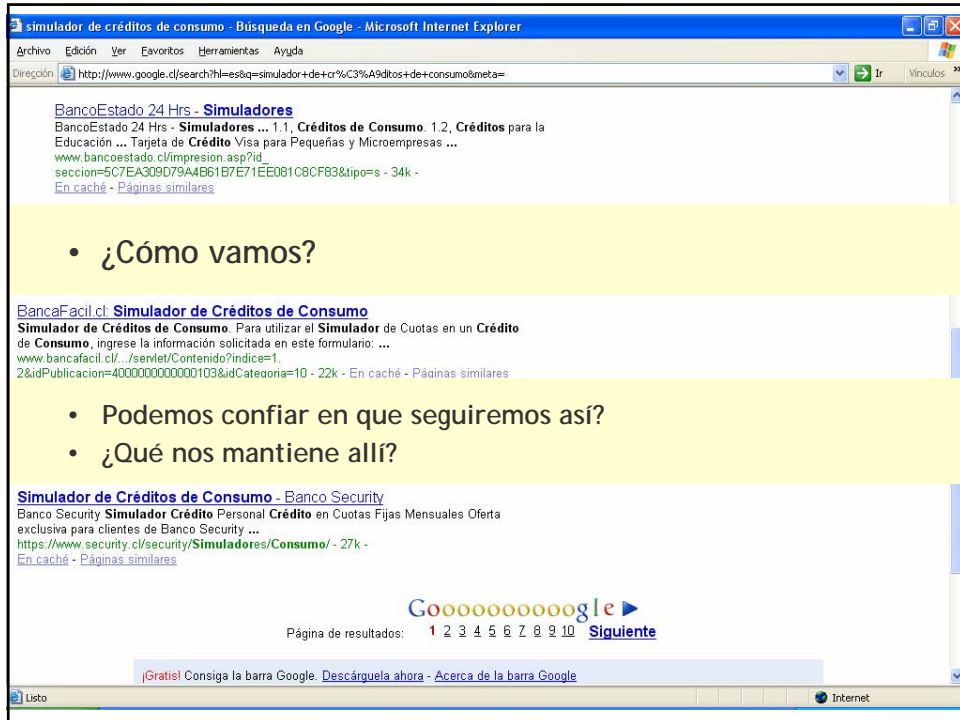 simulador de créditos de consumo - Búsqueda en Google - Microsoft Internet Explorer
Archivo Edición Ver Favoritos Herramientas Ayuda
Dirección http://www.google.cl/search?hl=es&q=simulador+de+cr%C3%A9ditos+de+consumo&meta= Ir Vínculos »
BancoEstado 24 Hrs - Simuladores
BancoEstado 24 Hrs - Simuladores ... 1.1, Créditos de Consumo. 1.2, Créditos para la
Educación ... Tarjeta de Crédito Visa para Pequeñas y Microempresas ...
www.bancoestado.cl/impresion.asp?id_
seccion=5C7EA309D79A4B61B7E71EE081C8CF83&tipo=s - 34k -
En caché - Páginas similares
• ¿Cómo vamos?
BancaFacil.cl: Simulador de Créditos de Consumo
Simulador de Créditos de Consumo. Para utilizar el Simulador de Cuotas en un Crédito
de Consumo, ingrese la información solicitada en este formulario: ...
www.bancafacil.cl/.../servlet/Contenido?indice=1.
2&idPublicacion=4000000000000103&idCategoria=10 - 22k - En caché - Páginas similares
• Podemos confiar en que seguiremos así?
• ¿Qué nos mantiene allí?
Simulador de Créditos de Consumo - Banco Security
Banco Security Simulador Crédito Personal Crédito en Cuotas Fijas Mensuales Oferta
exclusiva para clientes de Banco Security ...
https://www.security.cl/security/Simuladores/Consumo/ - 27k -
En caché - Páginas similares
Goooooooooogle
Página de resultados: 1 2 3 4 5 6 7 8 9 10 Siguiente
¡Gratis! Consiga la barra Google. Descárguela ahora - Acerca de la barra Google
Listo Internet